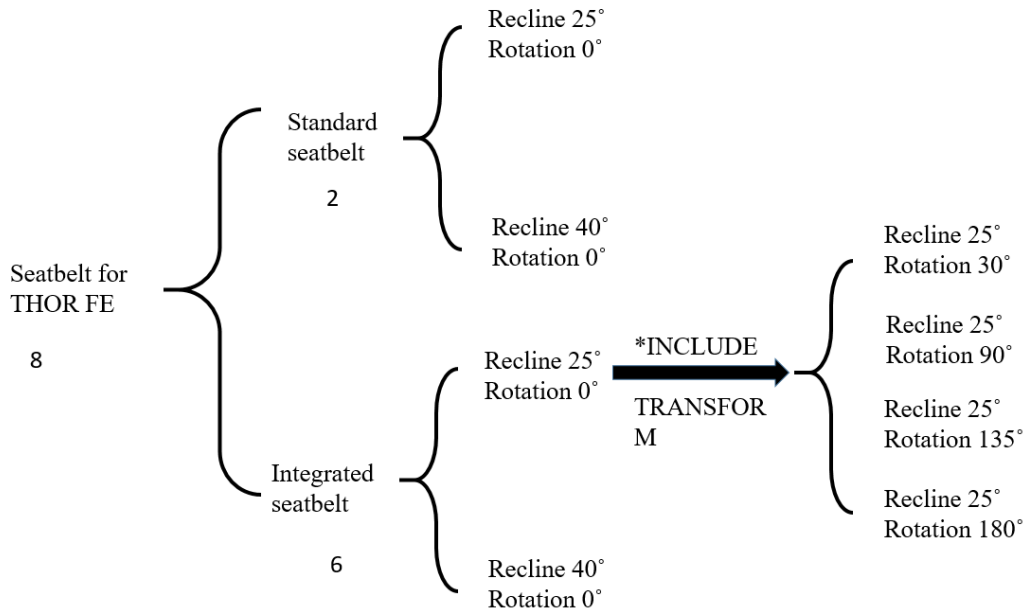 Seatbelt for
THOR FE
8
Standard
seatbelt
2
Recline 25˚
Rotation 0˚
Recline 40˚
Rotation 0˚
Integrated
seatbelt
6
Recline 25˚
Rotation 0˚
Recline 40˚
Rotation 0˚
*INCLUDE
TRANSFOR
M
Recline 25˚
Rotation 30˚
Recline 25˚
Rotation 90˚
Recline 25˚
Rotation 135˚
Recline 25˚
Rotation 180˚